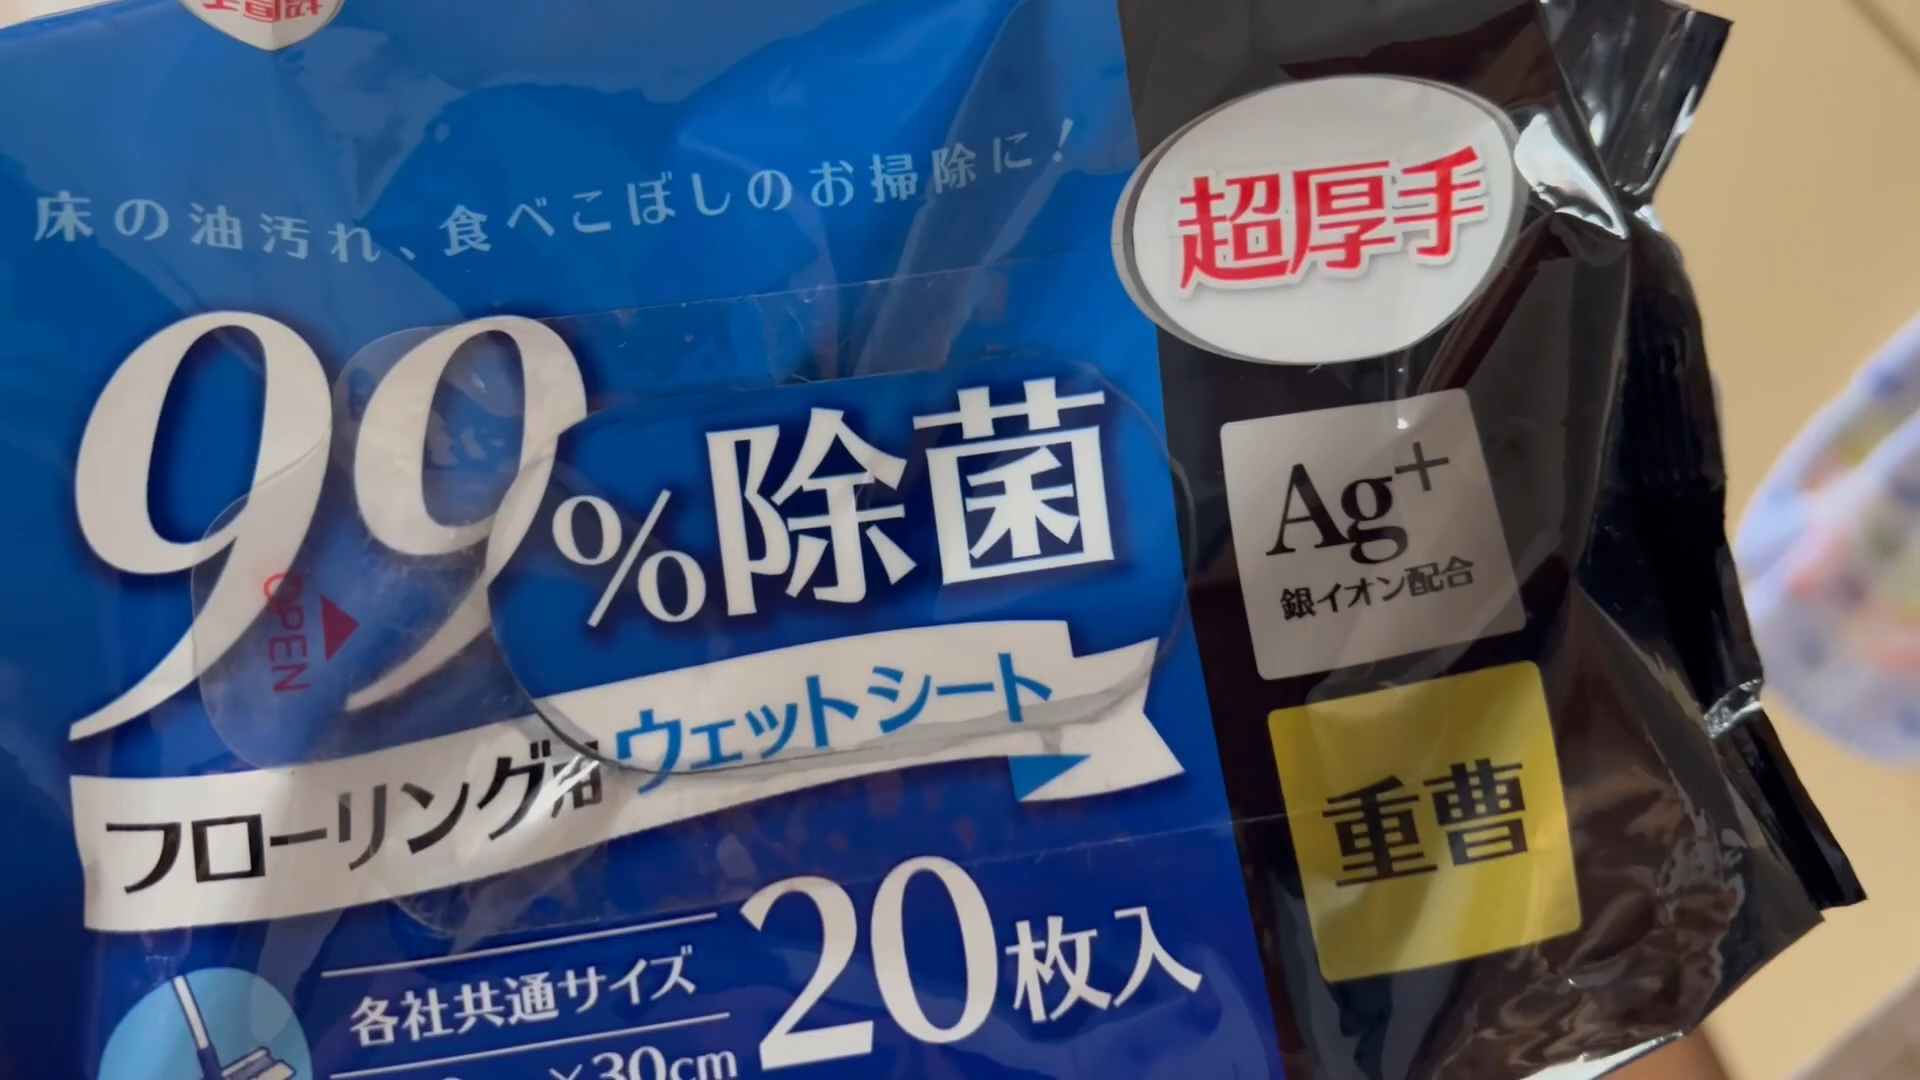 床の油汚れ、食べこぼしのお掃除に！
超厚手
99%除菌
フローリング用ウェットシート
OPEN
Ag+
銀イオン配合
重曹
各社共通サイズ
20枚入
×30cm